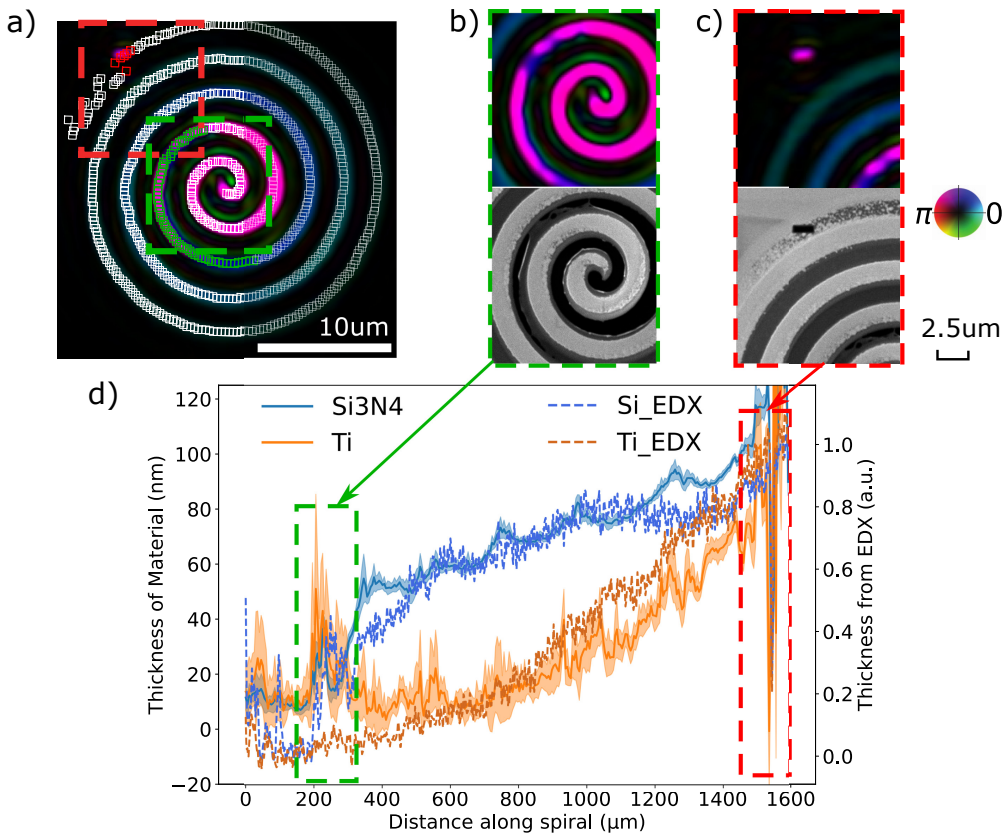 a)
b)
c)
10um
π
0
2.5um
d)
Si3N4
Ti
Si_EDX
Ti_EDX
Thickness of Material (nm)
120
100
80
60
40
20
0
−20
1.0
0.8
0.6
0.4
0.2
0.0
Thickness from EDX (a.u.)
0
200
400
600
800
1000
1200
1400
1600
Distance along spiral (μm)